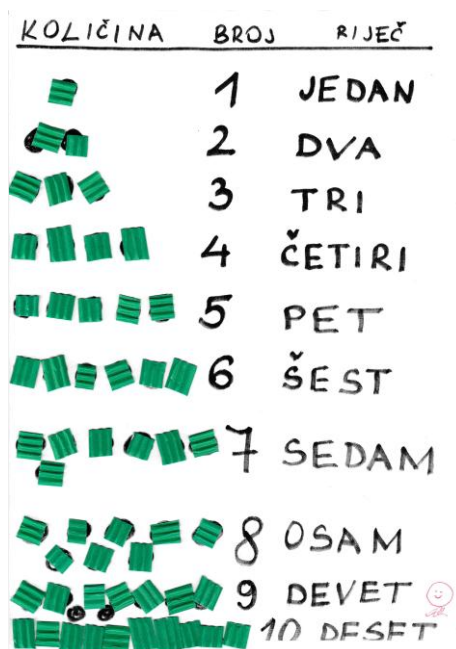 KOLIČINA BROJ RIJEČ
1 JEDAN
2 DVA
3 TRI
4 ČETIRI
5 PET
6 ŠEST
7 SEDAM
8 OSAM
9 DEVET
10 DESET